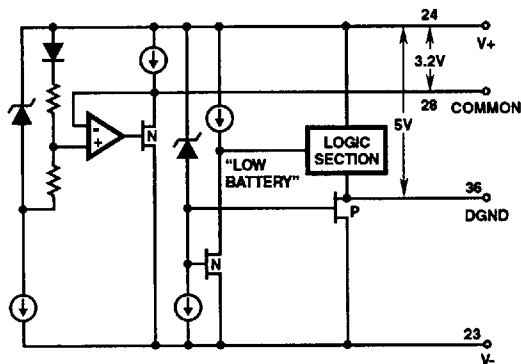 24
V+
3.2V
28
COMMON
5V
LOGIC
SECTION
"LOW
BATTERY"
36
DGND
P
N
N
-
+
23
V-